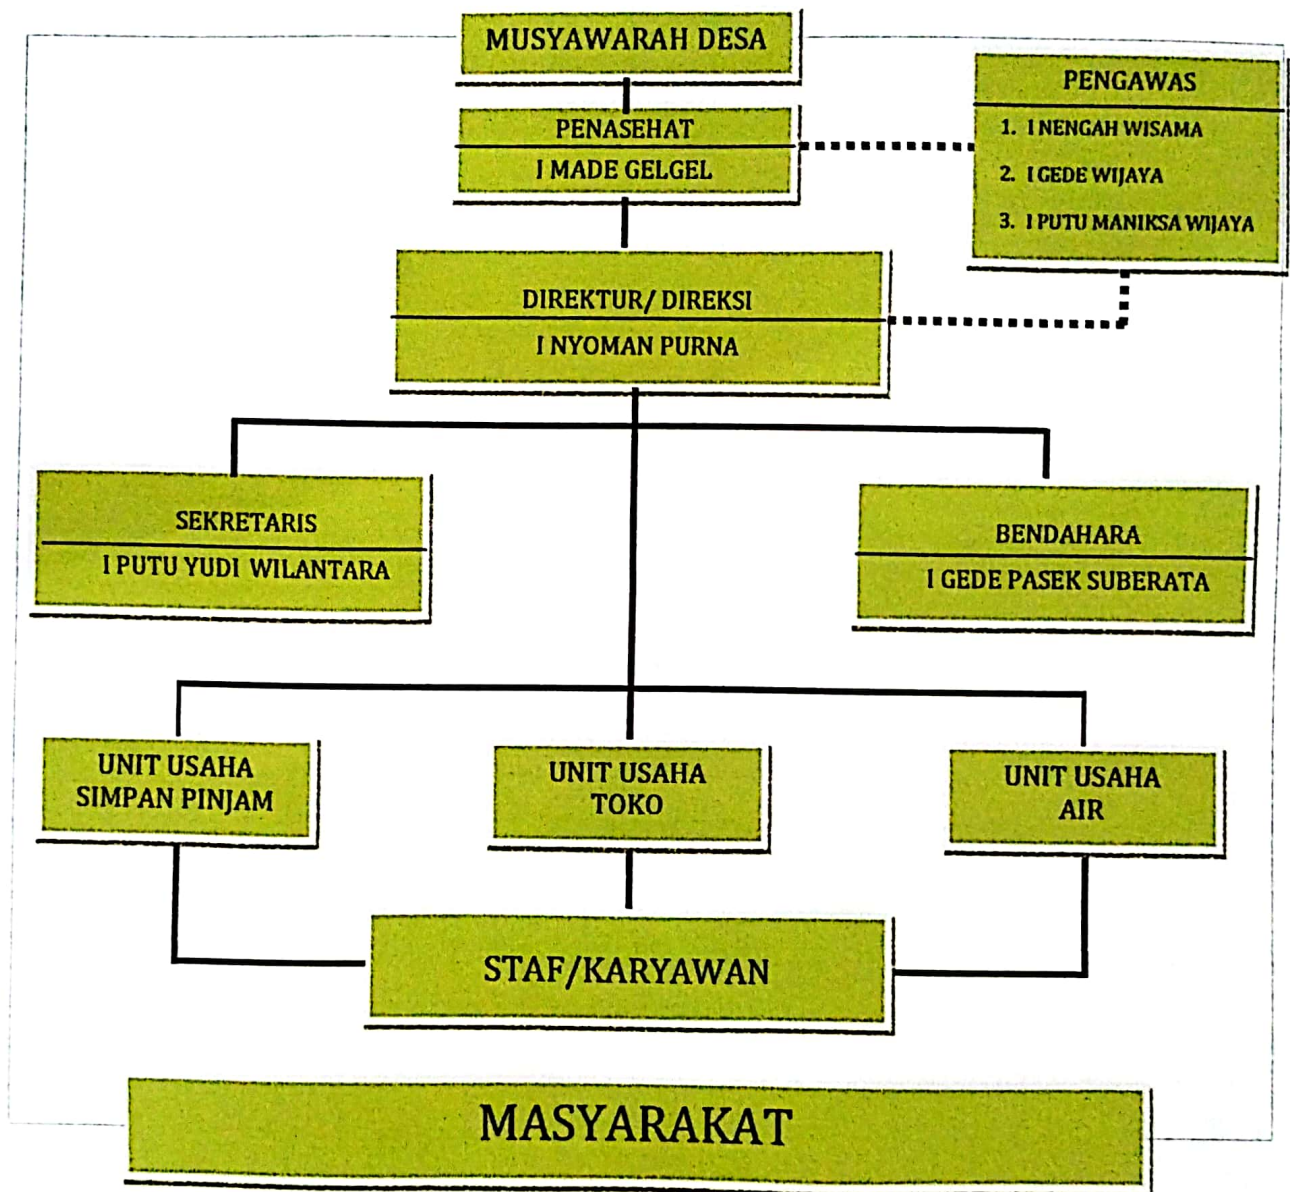 MUSYAWARAH DESA
PENASEHAT
I MADE GELGEL
PENGAWAS
1. I NENGAH WISAMA
2. I GEDE WIJAYA
3. I PUTU MANIKSA WIJAYA
DIREKTUR/ DIREKSI
I NYOMAN PURNA
SEKRETARIS
I PUTU YUDI WILANTARA
BENDAHARA
I GEDE PASEK SUBERATA
UNIT USAHA
SIMPAN PINJAM
UNIT USAHA
TOKO
UNIT USAHA
AIR
STAF/KARYAWAN
MASYARAKAT